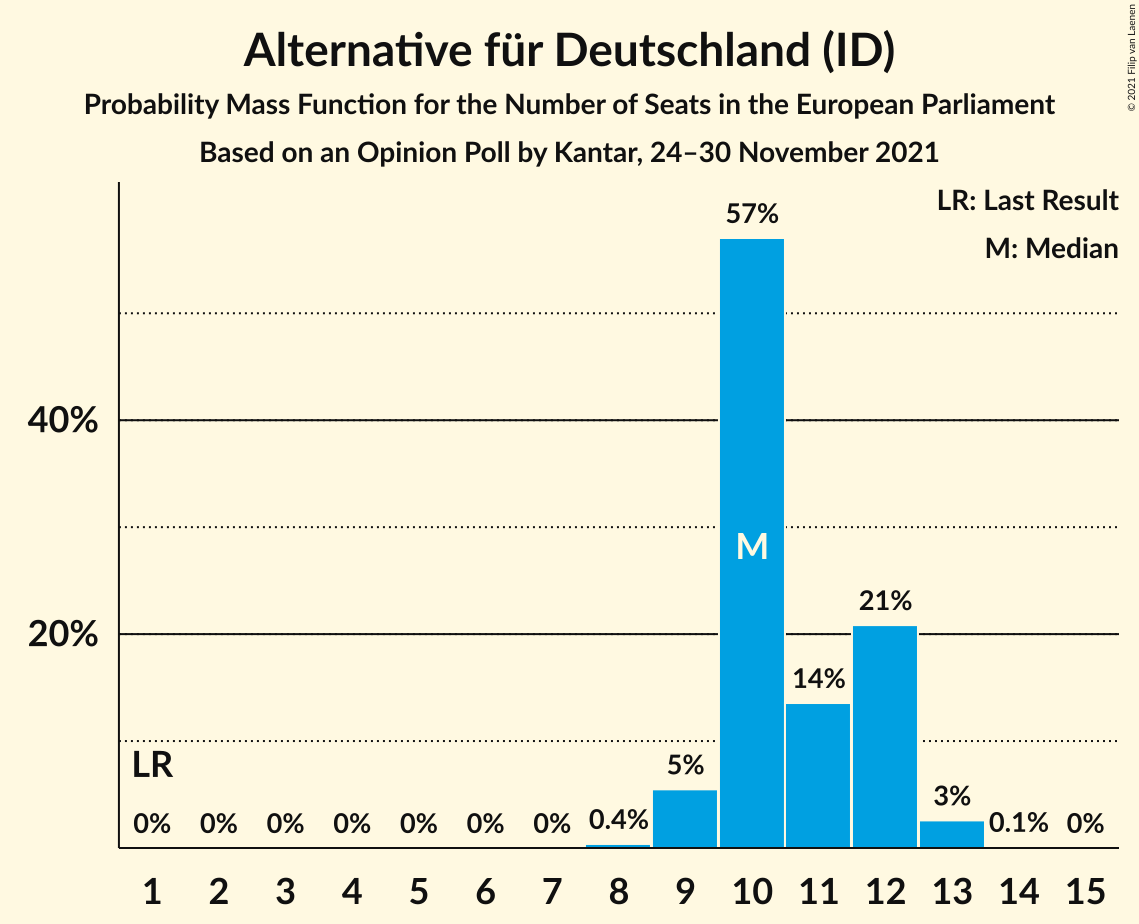 Alternative für Deutschland (ID)
Probability Mass Function for the Number of Seats in the European Parliament
Based on an Opinion Poll by Kantar, 24–30 November 2021
© 2021 Filip van Laenen
LR: Last Result
M: Median
57%
40%
M
21%
20%
14%
LR
5%
3%
0% 0% 0% 0% 0% 0% 0% 0.4% 0.1% 0%
1 2 3 4 5 6 7 8 9 10 11 12 13 14 15